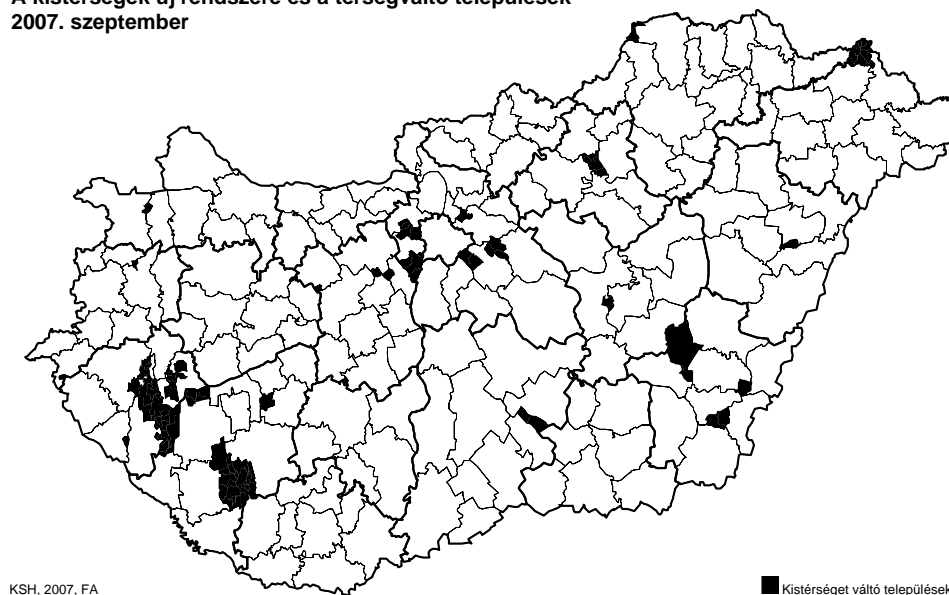 A kistérségek új rendszere és a térségváltó települések
2007. szeptember
KSH, 2007, FA
Kistérséget váltó települések